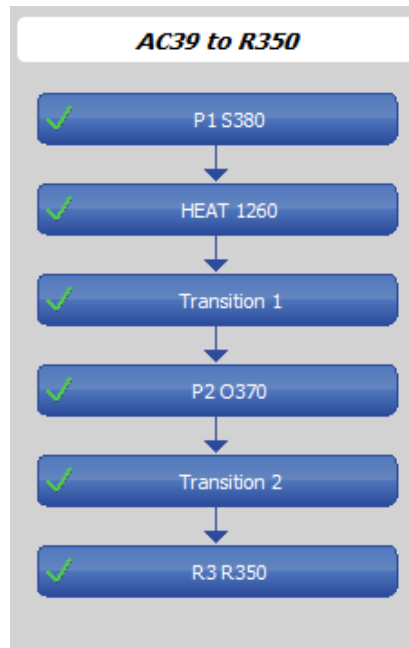 AC39 to R350
P1 S380
HEAT 1260
Transition 1
P2 O370
Transition 2
R3 R350